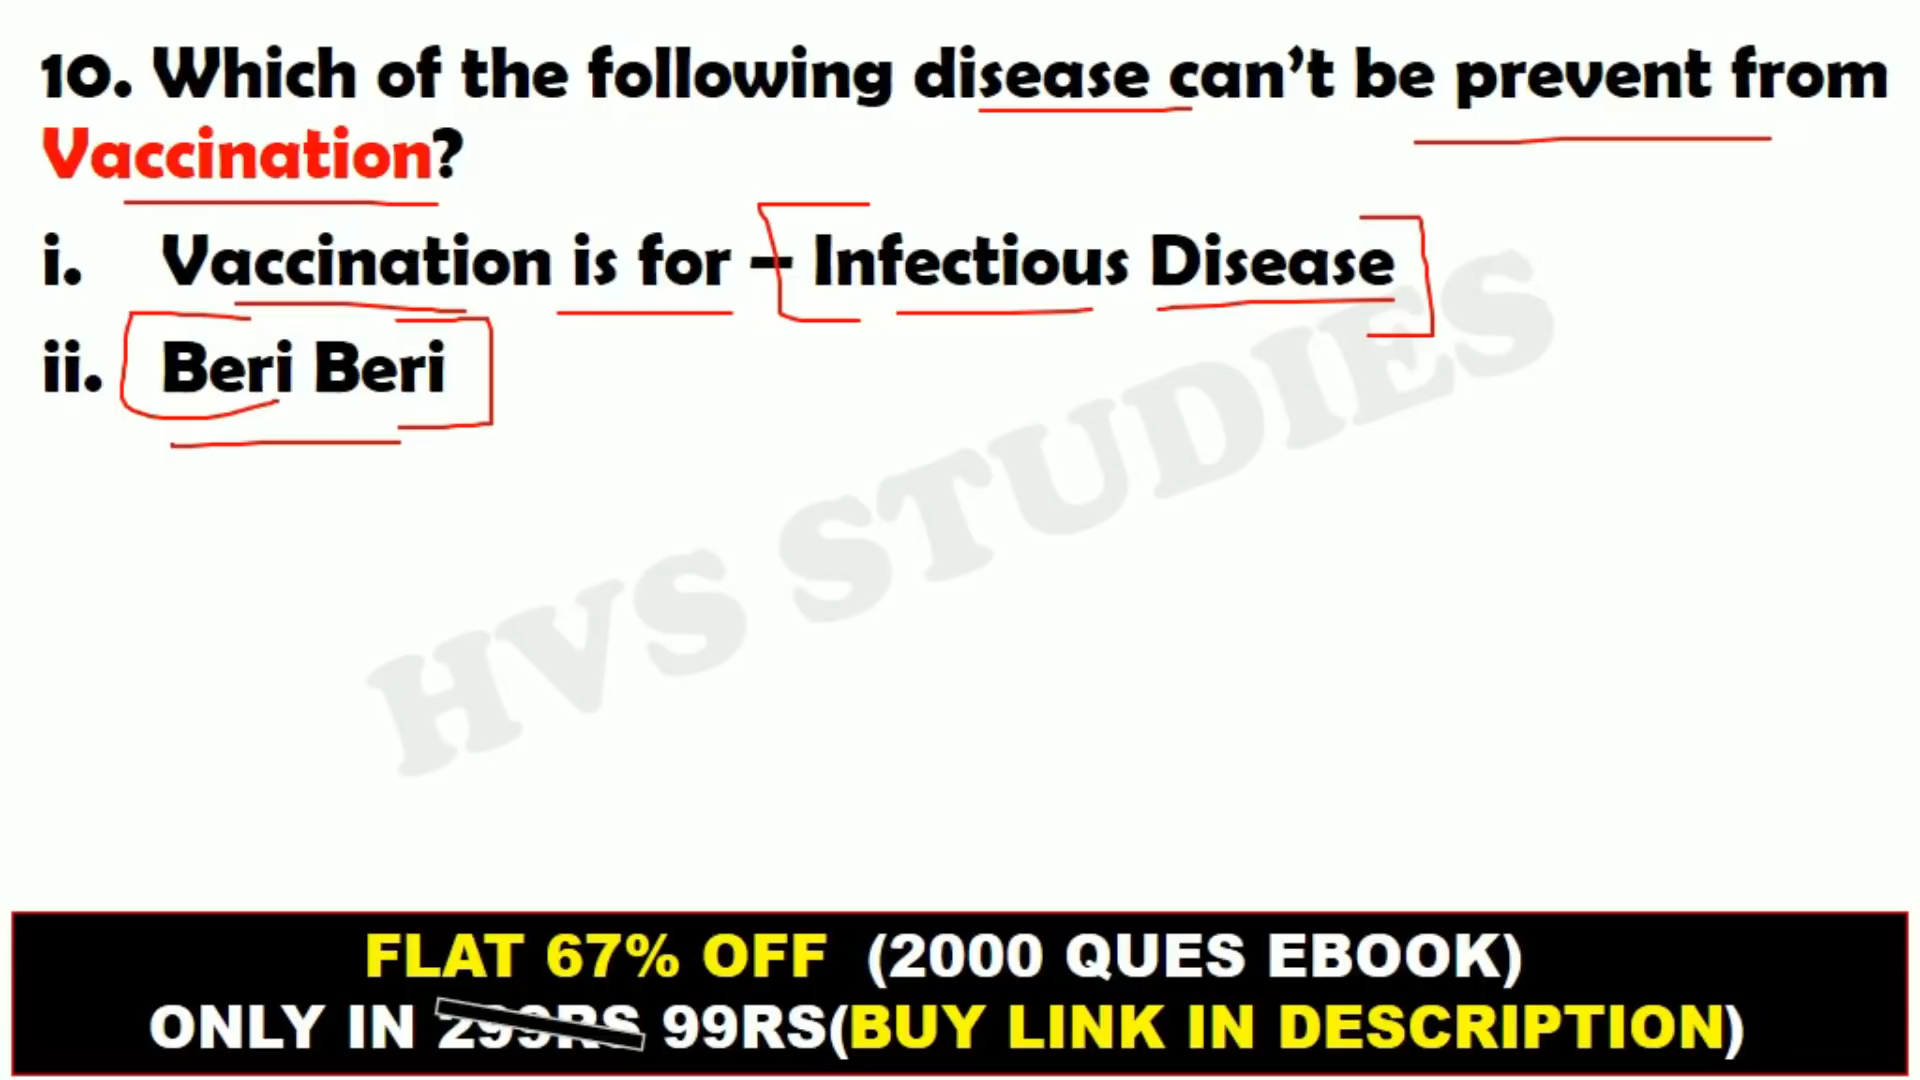 10. Which of the following disease can't be prevent from
Vaccination?
i. Vaccination is for – Infectious Disease
ii. Beri Beri
HVS STUDIES
FLAT 67% OFF (2000 QUES EBOOK)
ONLY IN 299RS 99RS(BUY LINK IN DESCRIPTION)